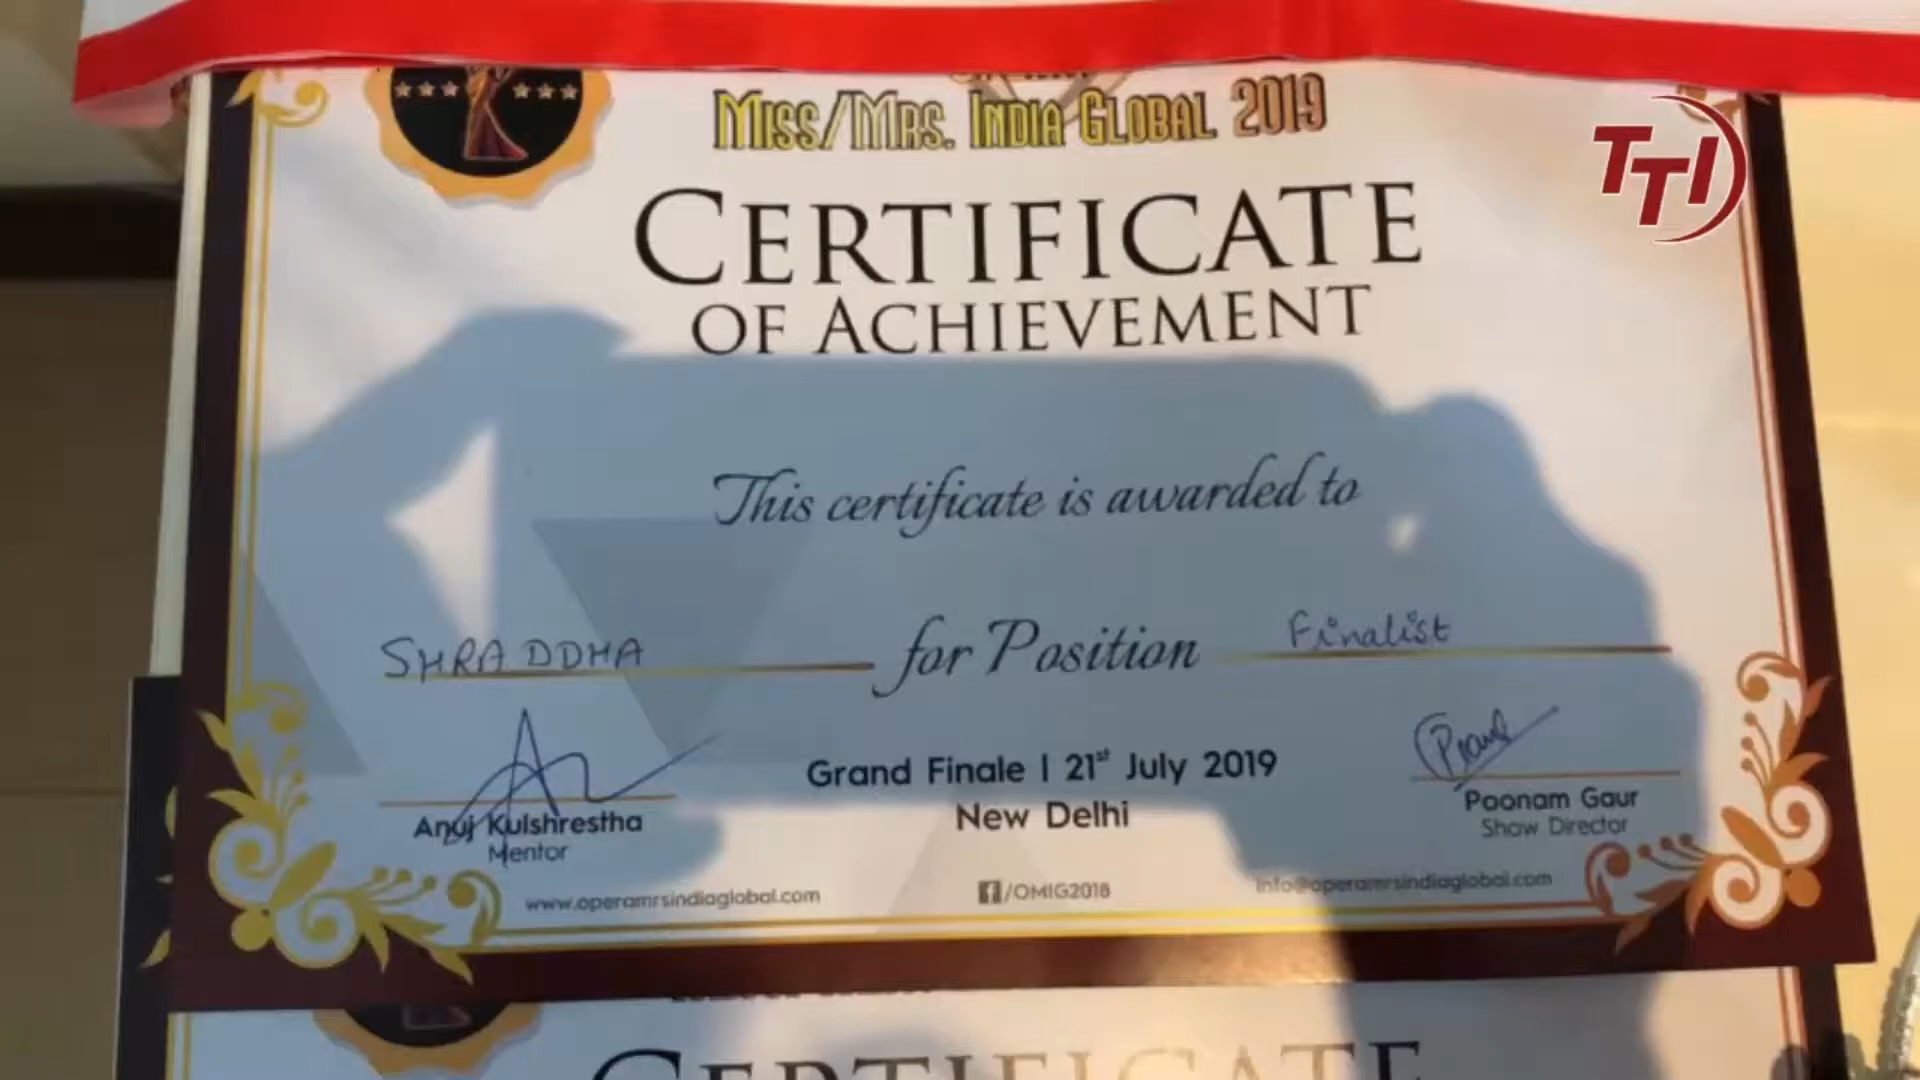 MISS/MRS. INDIA GLOBAL 2019
TTI
CERTIFICATE
OF ACHIEVEMENT
This certificate is awarded to
SHRADDHA for Position Finalist
Grand Finale | 21st July 2019
New Delhi
Anuj Kulshrestha
Mentor
Poonam Gaur
Show Director
www.operamrsindiaglobal.com
/OMIG2018
info@operamrsindiaglobal.com
CERTIFICATE